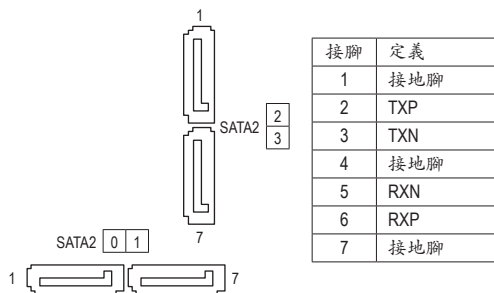 1
SATA2 2
3
7
SATA2 0 1
1 7
接腳 定義
1 接地腳
2 TXP
3 TXN
4 接地腳
5 RXN
6 RXP
7 接地腳